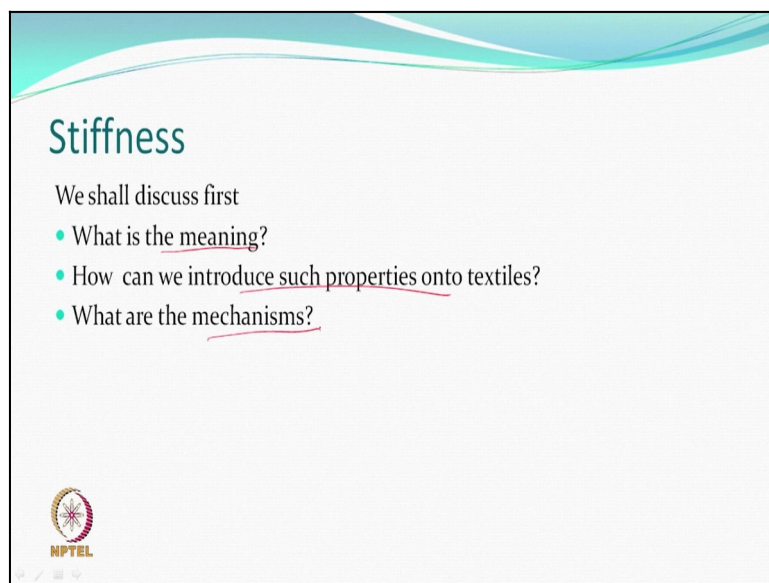 Stiffness
We shall discuss first
• What is the meaning?
• How can we introduce such properties onto textiles?
• What are the mechanisms?
NPTEL